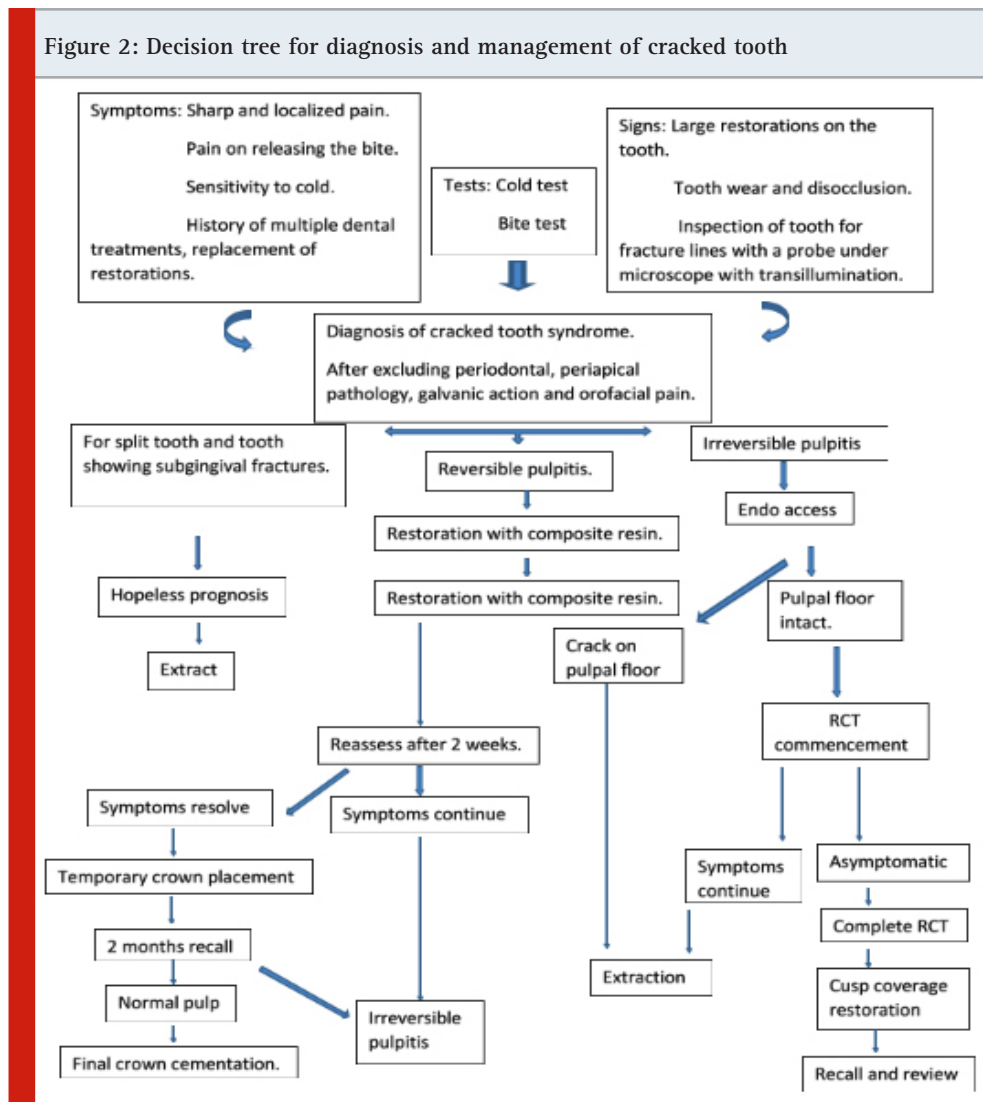 Figure 2: Decision tree for diagnosis and management of cracked tooth
Symptoms: Sharp and localized pain.
Pain on releasing the bite.
Sensitivity to cold.
History of multiple dental
treatments, replacement of
restorations.
Tests: Cold test
Bite test
Signs: Large restorations on the
tooth.
Tooth wear and disocclusion.
Inspection of tooth for
fracture lines with a probe under
microscope with transillumination.
Diagnosis of cracked tooth syndrome.
After excluding periodontal, periapical
pathology, galvanic action and orofacial pain.
For split tooth and tooth
showing subgingival fractures.
Hopeless prognosis
Extract
Reversible pulpitis.
Restoration with composite resin.
Restoration with composite resin.
Reassess after 2 weeks.
Symptoms resolve
Symptoms continue
Temporary crown placement
2 months recall
Normal pulp
Final crown cementation.
Irreversible
pulpitis
Irreversible pulpitis
Endo access
Crack on
pulpal floor
Pulpal floor
intact.
RCT
commencement
Symptoms
continue
Extraction
Asymptomatic
Complete RCT
Cusp coverage
restoration
Recall and review